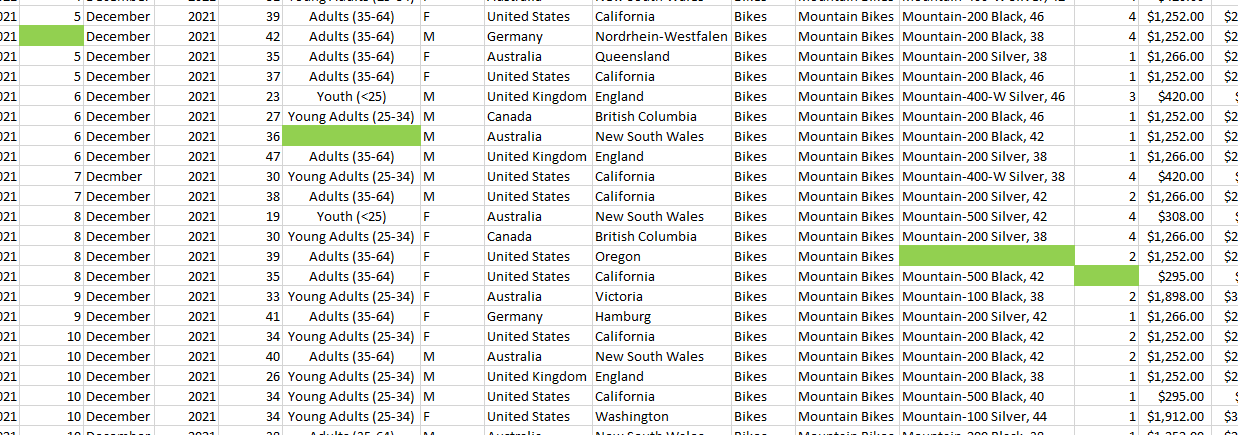 021 5 December 2021 39 Adults (35-64) F United States California Bikes Mountain Bikes Mountain-200 Black, 46 4 $1,252.00 $2
021 December 2021 42 Adults (35-64) M Germany Nordrhein-Westfalen Bikes Mountain Bikes Mountain-200 Black, 38 4 $1,252.00 $2
021 5 December 2021 35 Adults (35-64) F Australia Queensland Bikes Mountain Bikes Mountain-200 Silver, 38 1 $1,266.00 $2
021 5 December 2021 37 Adults (35-64) F United States California Bikes Mountain Bikes Mountain-200 Black, 46 1 $1,252.00 $2
021 6 December 2021 23 Youth (<25) M United Kingdom England Bikes Mountain Bikes Mountain-400-W Silver, 46 3 $420.00 $
021 6 December 2021 27 Young Adults (25-34) M Canada British Columbia Bikes Mountain Bikes Mountain-200 Black, 46 1 $1,252.00 $2
021 6 December 2021 36 M Australia New South Wales Bikes Mountain Bikes Mountain-200 Black, 42 1 $1,252.00 $2
021 6 December 2021 47 Adults (35-64) M United Kingdom England Bikes Mountain Bikes Mountain-200 Silver, 38 1 $1,266.00 $2
021 7 Decmber 2021 30 Young Adults (25-34) M United States California Bikes Mountain Bikes Mountain-400-W Silver, 38 4 $420.00 $
021 7 December 2021 38 Adults (35-64) M United States California Bikes Mountain Bikes Mountain-200 Silver, 42 2 $1,266.00 $2
021 8 December 2021 19 Youth (<25) F Australia New South Wales Bikes Mountain Bikes Mountain-500 Silver, 42 4 $308.00 $
021 8 December 2021 30 Young Adults (25-34) F Canada British Columbia Bikes Mountain Bikes Mountain-200 Silver, 38 4 $1,266.00 $2
021 8 December 2021 39 Adults (35-64) F United States Oregon Bikes Mountain Bikes 2 $1,252.00 $2
021 8 December 2021 35 Adults (35-64) F United States California Bikes Mountain Bikes Mountain-500 Black, 42 $295.00 $
021 9 December 2021 33 Young Adults (25-34) F Australia Victoria Bikes Mountain Bikes Mountain-100 Black, 38 2 $1,898.00 $3
021 9 December 2021 41 Adults (35-64) F Germany Hamburg Bikes Mountain Bikes Mountain-200 Silver, 42 1 $1,266.00 $2
021 10 December 2021 34 Young Adults (25-34) F United States California Bikes Mountain Bikes Mountain-200 Black, 42 2 $1,252.00 $2
021 10 December 2021 40 Adults (35-64) M Australia New South Wales Bikes Mountain Bikes Mountain-200 Black, 42 2 $1,252.00 $2
021 10 December 2021 26 Young Adults (25-34) M United Kingdom England Bikes Mountain Bikes Mountain-200 Black, 38 1 $1,252.00 $2
021 10 December 2021 34 Young Adults (25-34) M United States California Bikes Mountain Bikes Mountain-500 Black, 40 1 $295.00 $
021 10 December 2021 34 Young Adults (25-34) F United States Washington Bikes Mountain Bikes Mountain-100 Silver, 44 1 $1,912.00 $3